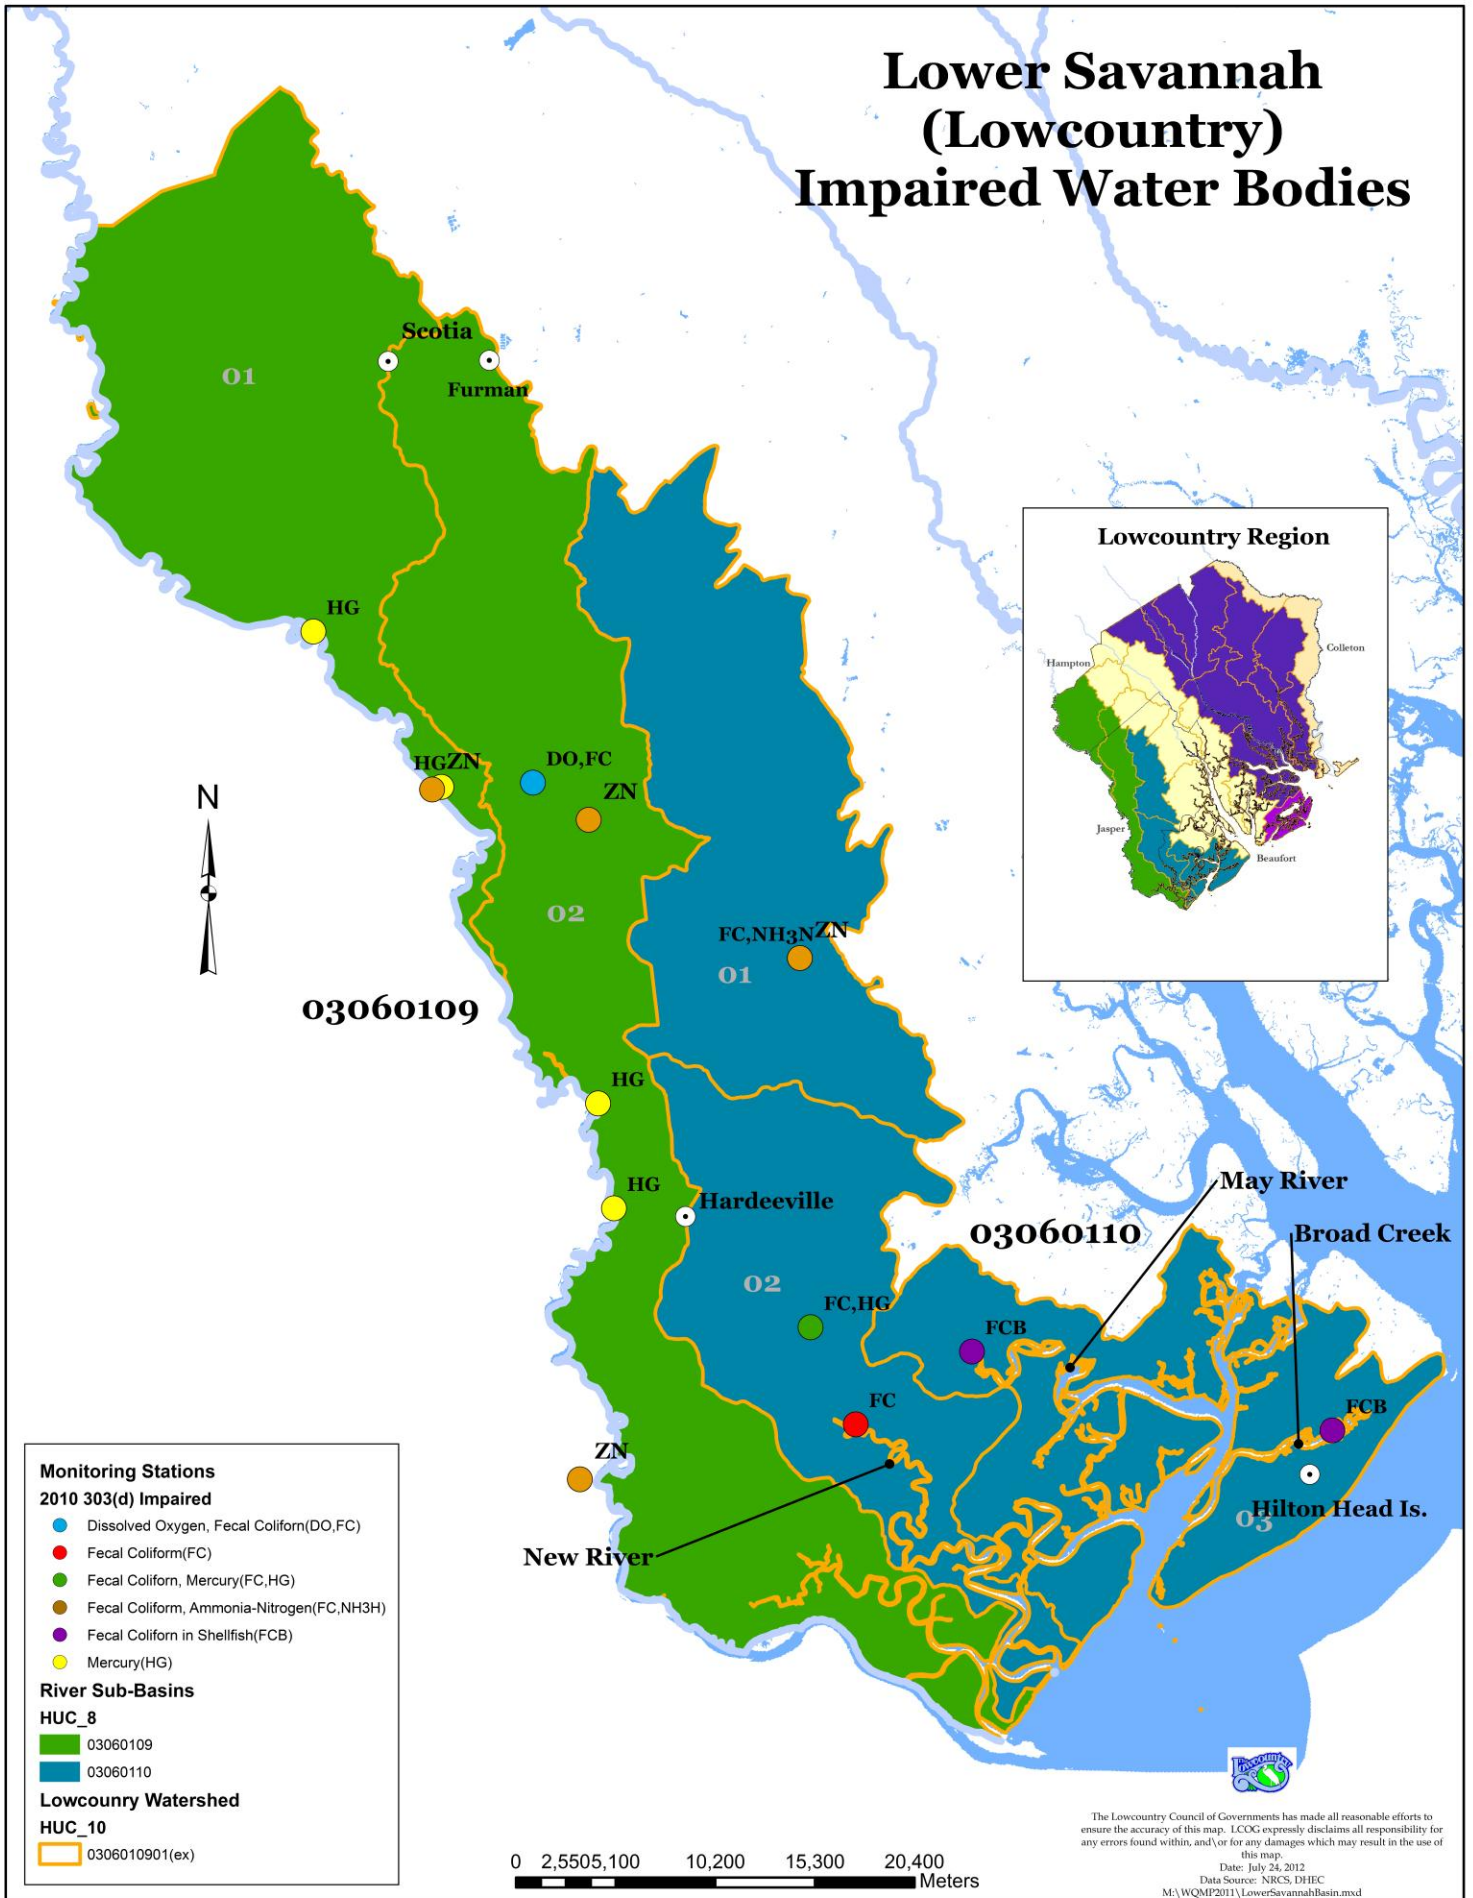 Lower Savannah
(Lowcountry)
Impaired Water Bodies
Scotia
Furman
01
HG
HGZN
DO,FC
ZN
02
N
03060109
FC,NH3NZN
01
HG
HG
Hardeeville
02
FC,HG
FCB
FC
ZN
New River
03060110
May River
Broad Creek
FCB
Hilton Head Is.
03
Lowcountry Region
Hampton
Colleton
Jasper
Beaufort
Monitoring Stations
2010 303(d) Impaired
Dissolved Oxygen, Fecal Coliforn(DO,FC)
Fecal Coliform(FC)
Fecal Coliforn, Mercury(FC,HG)
Fecal Coliform, Ammonia-Nitrogen(FC,NH3H)
Fecal Coliforn in Shellfish(FCB)
Mercury(HG)
River Sub-Basins
HUC_8
03060109
03060110
Lowcounry Watershed
HUC_10
0306010901(ex)
0 2,5505,100 10,200 15,300 20,400
Meters
Lowcountry
The Lowcountry Council of Governments has made all reasonable efforts to
ensure the accuracy of this map. LCOG expressly disclaims all responsibility for
any errors found within, and\or for any damages which may result in the use of
this map.
Date: July 24, 2012
Data Source: NRCS, DHEC
M:\WQMP2011\LowerSavannahBasin.mxd